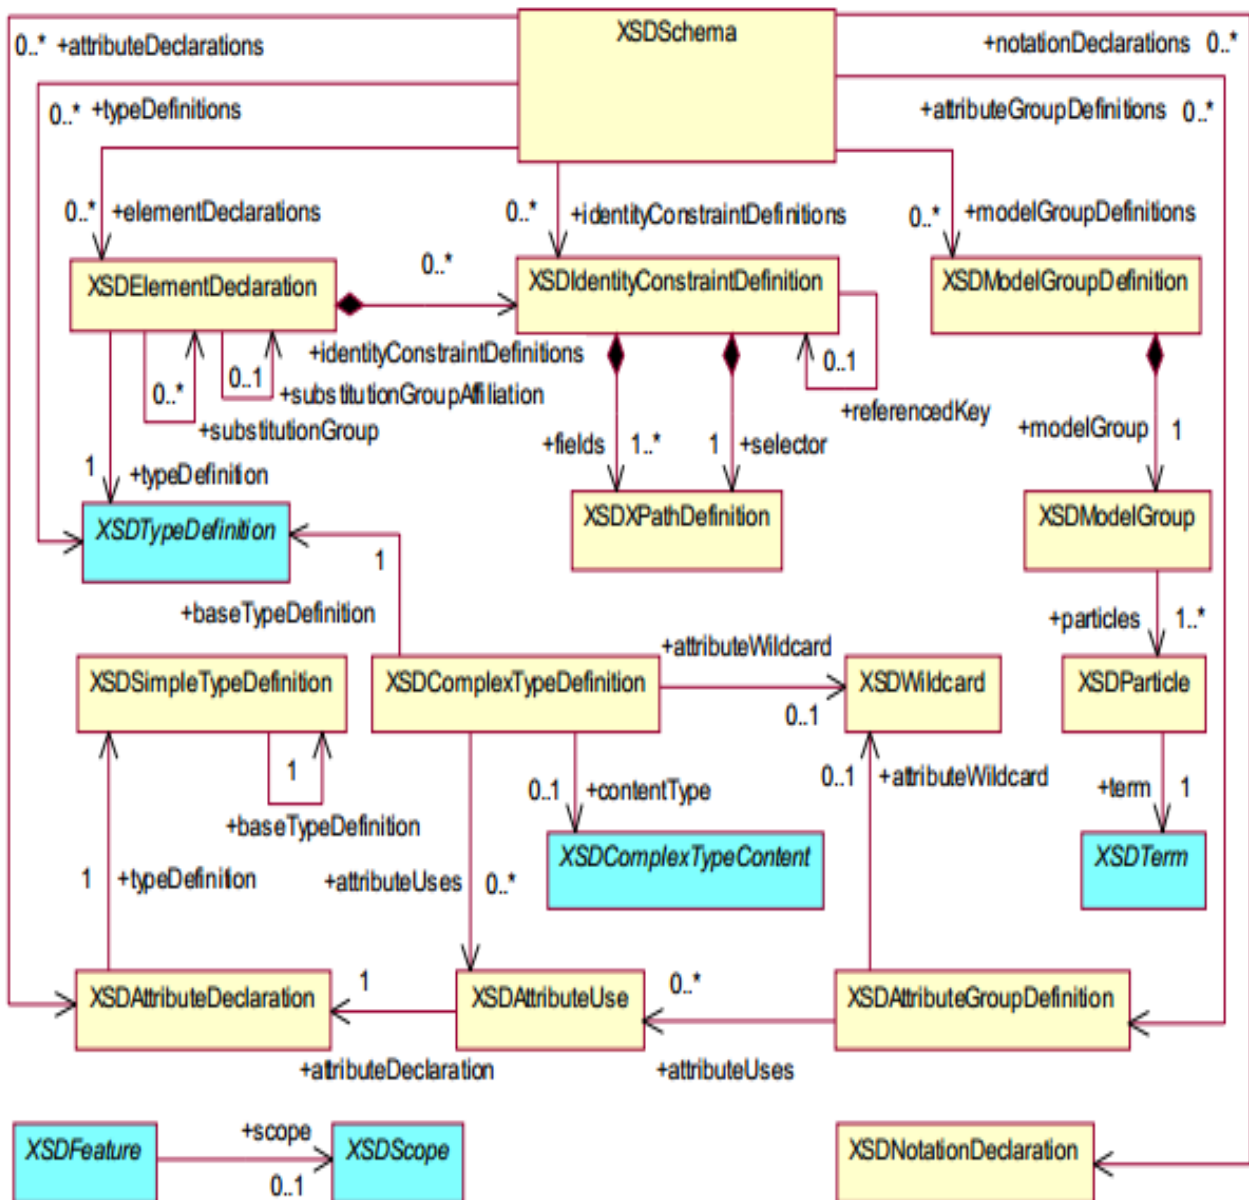 XSDSchema
0..* +attributeDeclarations
+notationDeclarations 0..*
0..* +typeDefinitions
+attributeGroupDefinitions 0..*
0..* +elementDeclarations
0..* +identityConstraintDefinitions
0..* +modelGroupDefinitions
XSDElementDeclaration
0..*
XSDIdentityConstraintDefinition
XSDModelGroupDefinition
+identityConstraintDefinitions
0..*
0..1
+substitutionGroupAffiliation
+substitutionGroup
0..1
+referencedKey
+fields 1..*
1 +selector
+modelGroup 1
1 +typeDefinition
XSDTypeDefinition
XSDXPathDefinition
XSDModelGroup
1
+baseTypeDefinition
+particles 1..*
+attributeWildcard
XSDSimpleTypeDefinition
XSDComplexTypeDefinition
0..1
XSDWildcard
XSDParticle
1
+baseTypeDefinition
0..1 +contentType
0..1 +attributeWildcard
+term 1
XSDComplexTypeContent
XSDTerm
1 +typeDefinition
+attributeUses 0..*
XSDAttributeDeclaration
1
XSDAttributeUse
0..*
XSDAttributeGroupDefinition
+attributeDeclaration
+attributeUses
XSDFeature
+scope
0..1
XSDScope
XSDNotationDeclaration